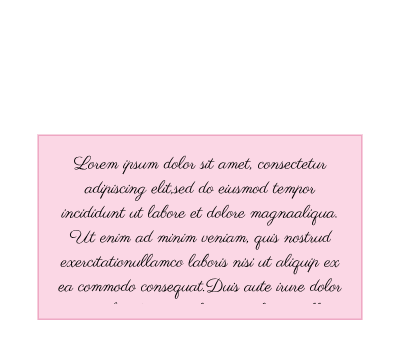 Lorem ipsum dolor sit amet, consectetur
adipiscing elit,sed do eiusmod tempor
incididunt ut labore et dolore magnaaliqua.
Ut enim ad minim veniam, quis nostrud
exercitationullamco laboris nisi ut aliquip ex
ea commodo consequat.Duis aute irure dolor